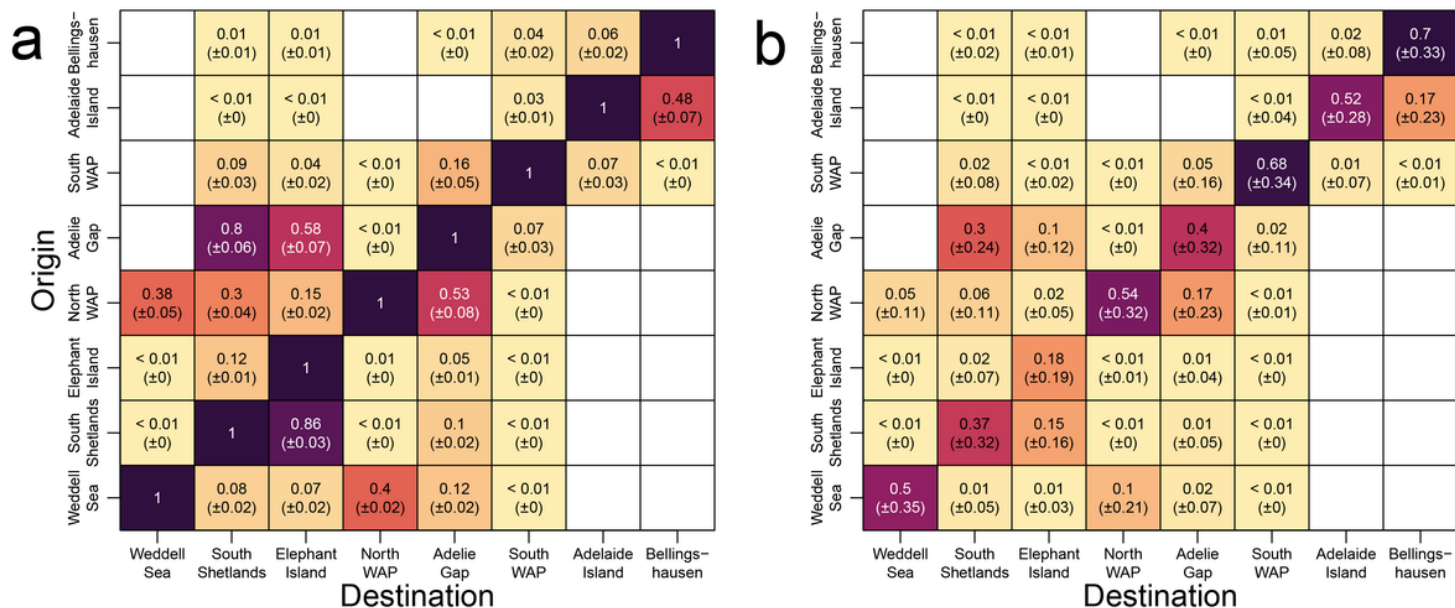 a
Origin
Bellings-
hausen
0.01
(±0.01)
0.01
(±0.01)
< 0.01
(±0)
0.04
(±0.02)
0.06
(±0.02)
1
Adelaide
Island
< 0.01
(±0)
< 0.01
(±0)
0.03
(±0.01)
1
0.48
(±0.07)
South
WAP
0.09
(±0.03)
0.04
(±0.02)
< 0.01
(±0)
0.16
(±0.05)
1
0.07
(±0.03)
< 0.01
(±0)
Adelie
Gap
0.8
(±0.06)
0.58
(±0.07)
< 0.01
(±0)
1
0.07
(±0.03)
North
WAP
0.38
(±0.05)
0.3
(±0.04)
0.15
(±0.02)
1
0.53
(±0.08)
< 0.01
(±0)
Elephant
Island
< 0.01
(±0)
0.12
(±0.01)
1
0.01
(±0)
0.05
(±0.01)
< 0.01
(±0)
South
Shetlands
< 0.01
(±0)
1
0.86
(±0.03)
< 0.01
(±0)
0.1
(±0.02)
< 0.01
(±0)
Weddell
Sea
1
0.08
(±0.02)
0.07
(±0.02)
0.4
(±0.02)
0.12
(±0.02)
< 0.01
(±0)
Weddell
Sea
South
Shetlands
Elephant
Island
North
WAP
Adelie
Gap
South
WAP
Adelaide
Island
Bellings-
hausen
Destination
b
Bellings-
hausen
< 0.01
(±0.02)
< 0.01
(±0.01)
< 0.01
(±0)
0.01
(±0.05)
0.02
(±0.08)
0.7
(±0.33)
Adelaide
Island
< 0.01
(±0)
< 0.01
(±0)
< 0.01
(±0.04)
0.52
(±0.28)
0.17
(±0.23)
South
WAP
0.02
(±0.08)
< 0.01
(±0.02)
< 0.01
(±0)
0.05
(±0.16)
0.68
(±0.34)
0.01
(±0.07)
< 0.01
(±0.01)
Adelie
Gap
0.3
(±0.24)
0.1
(±0.12)
< 0.01
(±0)
0.4
(±0.32)
0.02
(±0.11)
North
WAP
0.05
(±0.11)
0.06
(±0.11)
0.02
(±0.05)
0.54
(±0.32)
0.17
(±0.23)
< 0.01
(±0.01)
Elephant
Island
< 0.01
(±0)
0.02
(±0.07)
0.18
(±0.19)
< 0.01
(±0.01)
0.01
(±0.04)
< 0.01
(±0)
South
Shetlands
< 0.01
(±0)
0.37
(±0.32)
0.15
(±0.16)
< 0.01
(±0)
0.01
(±0.05)
< 0.01
(±0)
Weddell
Sea
0.5
(±0.35)
0.01
(±0.05)
0.01
(±0.03)
0.1
(±0.21)
0.02
(±0.07)
< 0.01
(±0)
Weddell
Sea
South
Shetlands
Elephant
Island
North
WAP
Adelie
Gap
South
WAP
Adelaide
Island
Bellings-
hausen
Destination